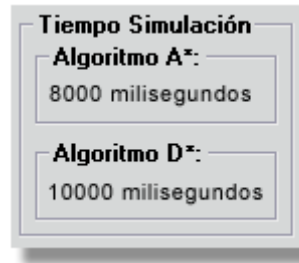 Tiempo Simulación
Algoritmo A*:
8000 milisegundos
Algoritmo D*:
10000 milisegundos